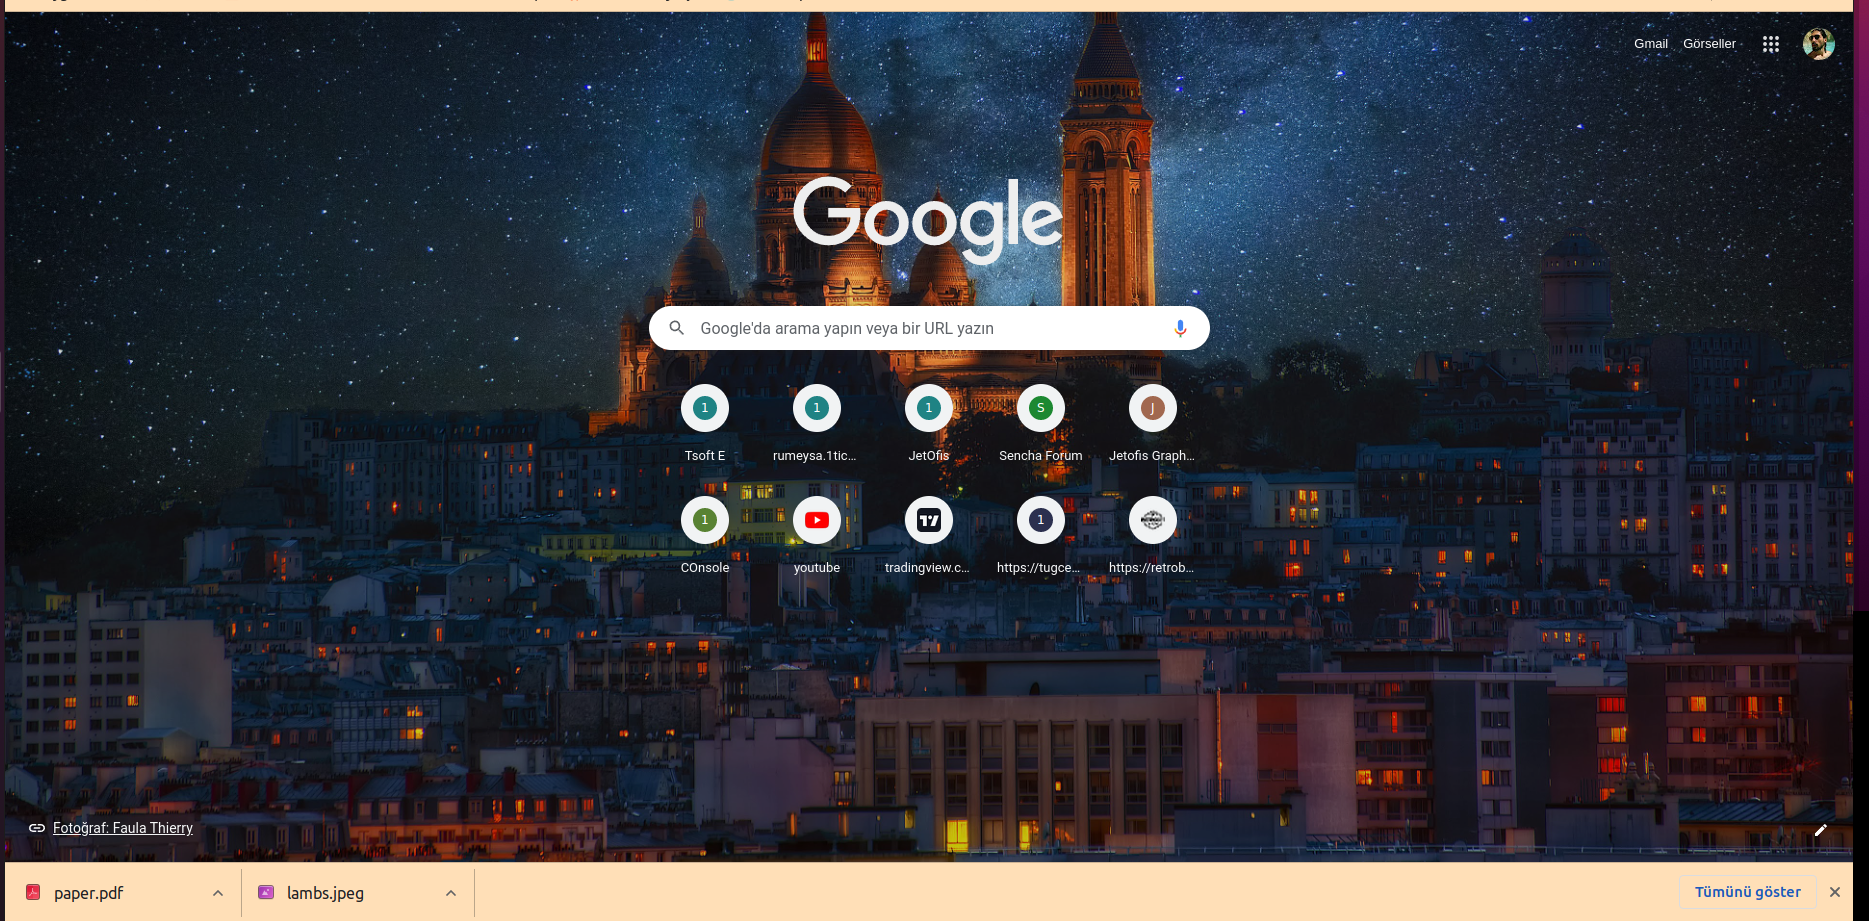 Gmail Görseller
Google
Google'da arama yapın veya bir URL yazın
1 1 1 S J
Tsoft E rumeysa.1tic... JetOfis Sencha Forum Jetofis Graph...
1 1
COnsole youtube tradingview.c... https://tugce... https://retrob...
Fotoğraf: Faula Thierry
paper.pdf lambs.jpeg Tümünü göster